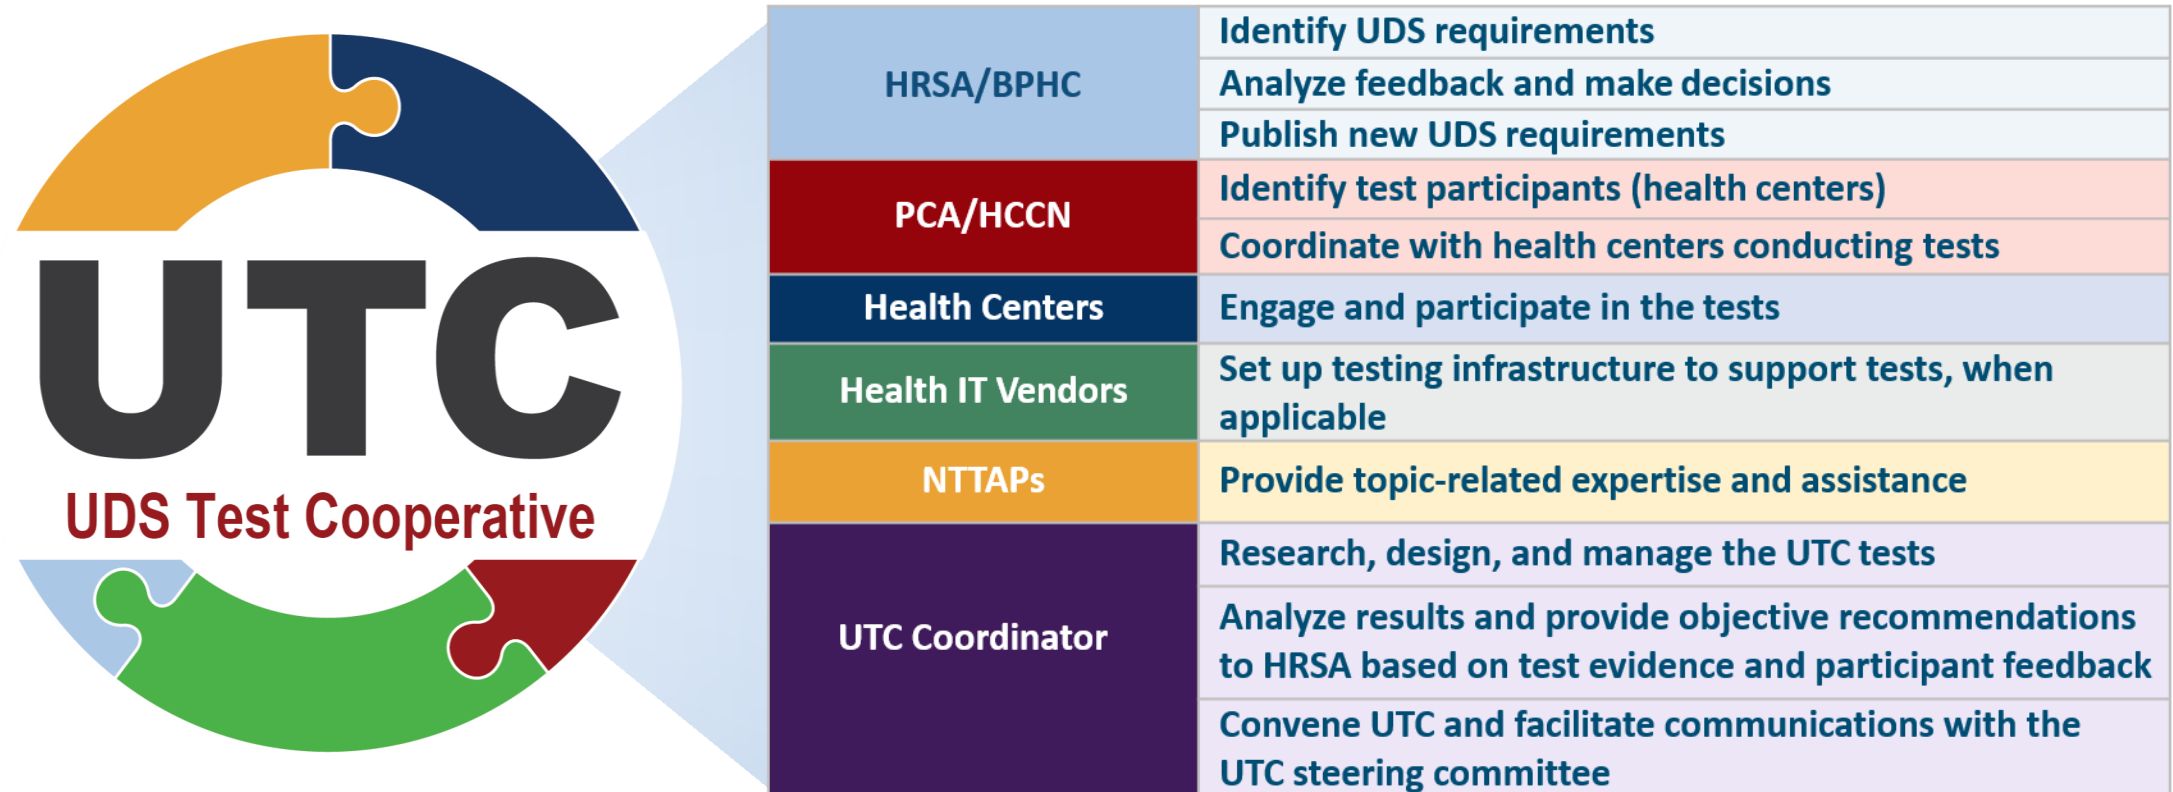 UTC
UDS Test Cooperative
HRSA/BPHC
Identify UDS requirements
Analyze feedback and make decisions
Publish new UDS requirements
PCA/HCCN
Identify test participants (health centers)
Coordinate with health centers conducting tests
Health Centers
Engage and participate in the tests
Health IT Vendors
Set up testing infrastructure to support tests, when
applicable
NTTAPs
Provide topic-related expertise and assistance
UTC Coordinator
Research, design, and manage the UTC tests
Analyze results and provide objective recommendations
to HRSA based on test evidence and participant feedback
Convene UTC and facilitate communications with the
UTC steering committee